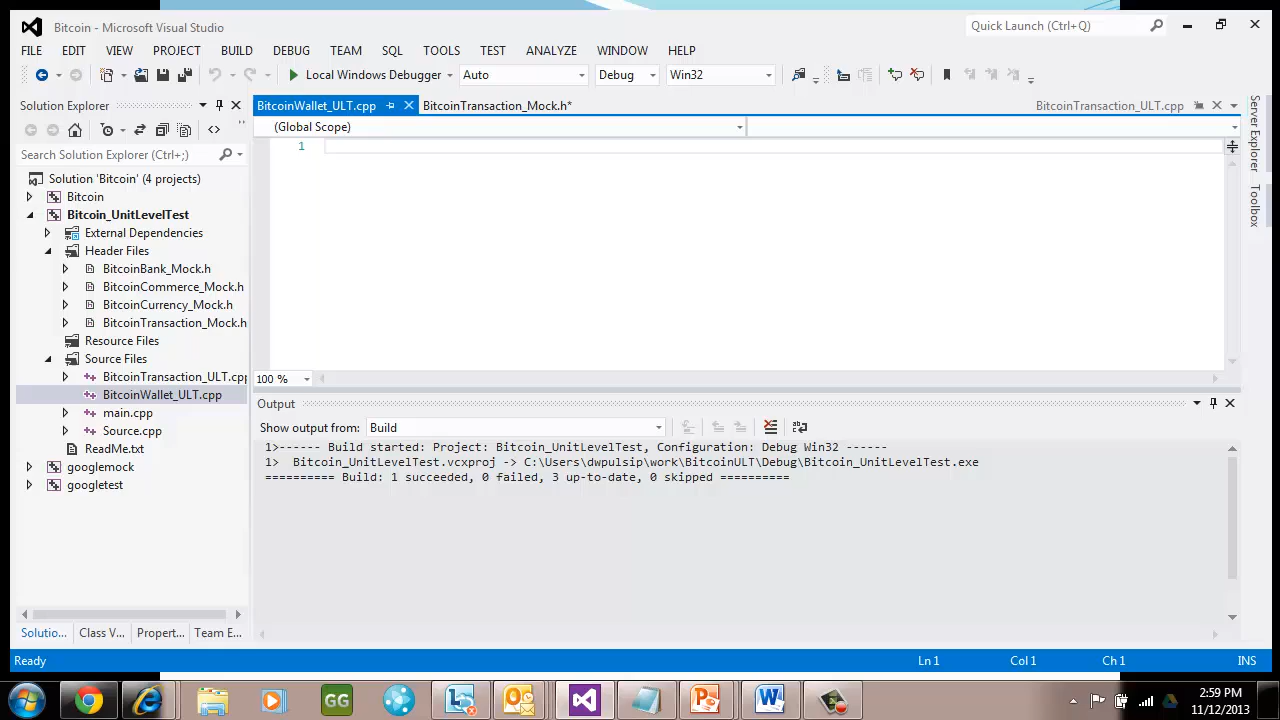 Bitcoin - Microsoft Visual Studio
Quick Launch (Ctrl+Q)
FILE EDIT VIEW PROJECT BUILD DEBUG TEAM SQL TOOLS TEST ANALYZE WINDOW HELP
Local Windows Debugger Auto Debug Win32
Solution Explorer
BitcoinWallet_ULT.cpp BitcoinTransaction_Mock.h* BitcoinTransaction_ULT.cpp
(Global Scope)
1
Search Solution Explorer (Ctrl+;)
Solution 'Bitcoin' (4 projects)
Bitcoin
Bitcoin_UnitLevelTest
External Dependencies
Header Files
BitcoinBank_Mock.h
BitcoinCommerce_Mock.h
BitcoinCurrency_Mock.h
BitcoinTransaction_Mock.h
Resource Files
Source Files
BitcoinTransaction_ULT.cpp
BitcoinWallet_ULT.cpp
main.cpp
Source.cpp
ReadMe.txt
googlemock
googletest
Solutio... Class V... Propert... Team E...
Server Explorer
Toolbox
100 %
Output
Show output from: Build
1>------ Build started: Project: Bitcoin_UnitLevelTest, Configuration: Debug Win32 ------
1>  Bitcoin_UnitLevelTest.vcxproj -> C:\Users\dwpulsip\work\BitcoinULT\Debug\Bitcoin_UnitLevelTest.exe
========== Build: 1 succeeded, 0 failed, 3 up-to-date, 0 skipped ==========
Ready Ln 1 Col 1 Ch 1 INS
GG
2:59 PM
11/12/2013